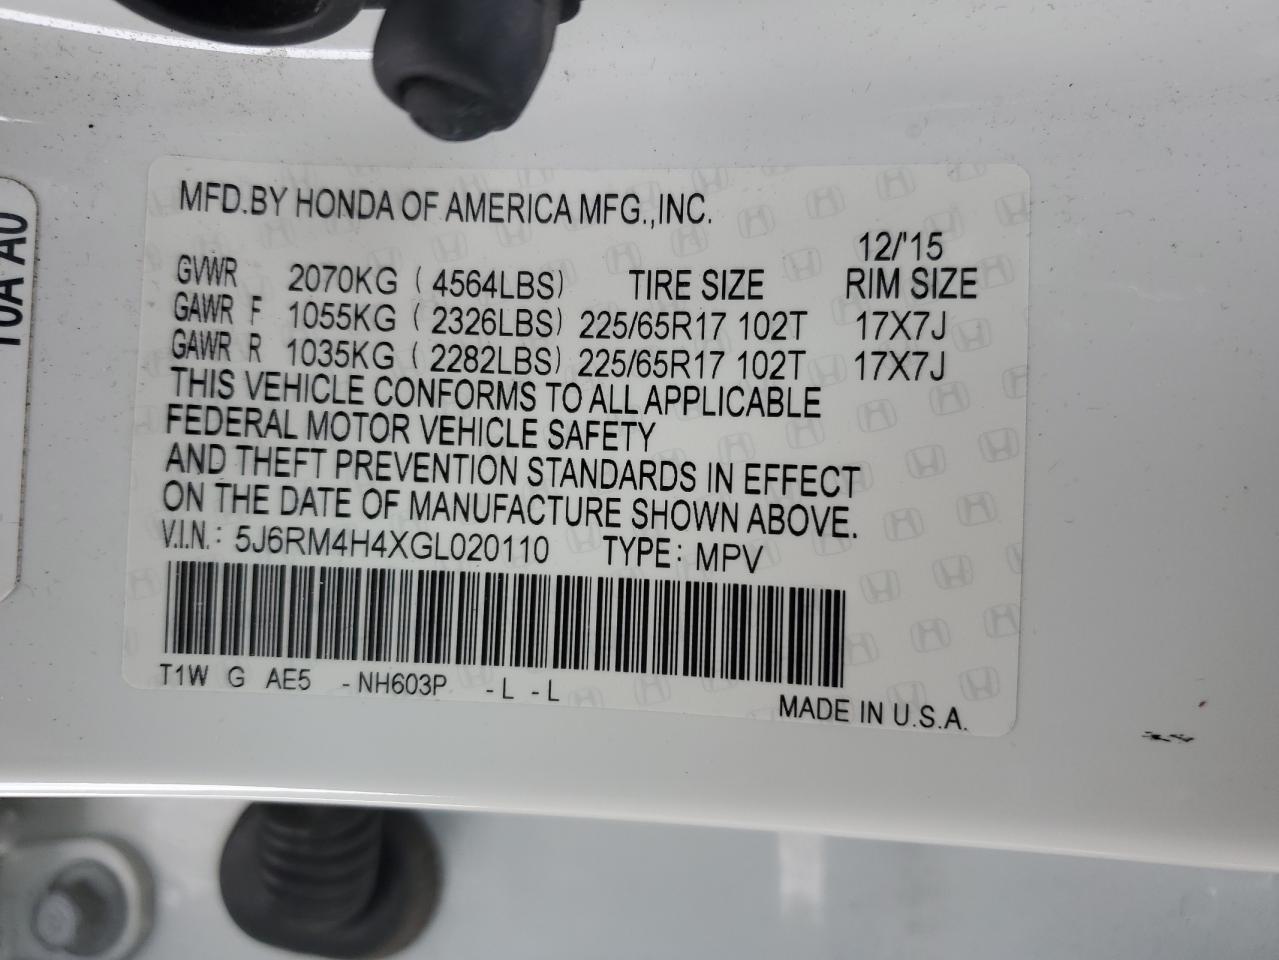 MFD.BY HONDA OF AMERICA MFG.,INC.
12/'15
GVWR 2070KG ( 4564LBS) TIRE SIZE RIM SIZE
GAWR F 1055KG ( 2326LBS) 225/65R17 102T 17X7J
GAWR R 1035KG ( 2282LBS) 225/65R17 102T 17X7J
THIS VEHICLE CONFORMS TO ALL APPLICABLE
FEDERAL MOTOR VEHICLE SAFETY
AND THEFT PREVENTION STANDARDS IN EFFECT
ON THE DATE OF MANUFACTURE SHOWN ABOVE.
V.I.N.: 5J6RM4H4XGL020110 TYPE: MPV
T1W G AE5 -NH603P -L -L
MADE IN U.S.A.
A0